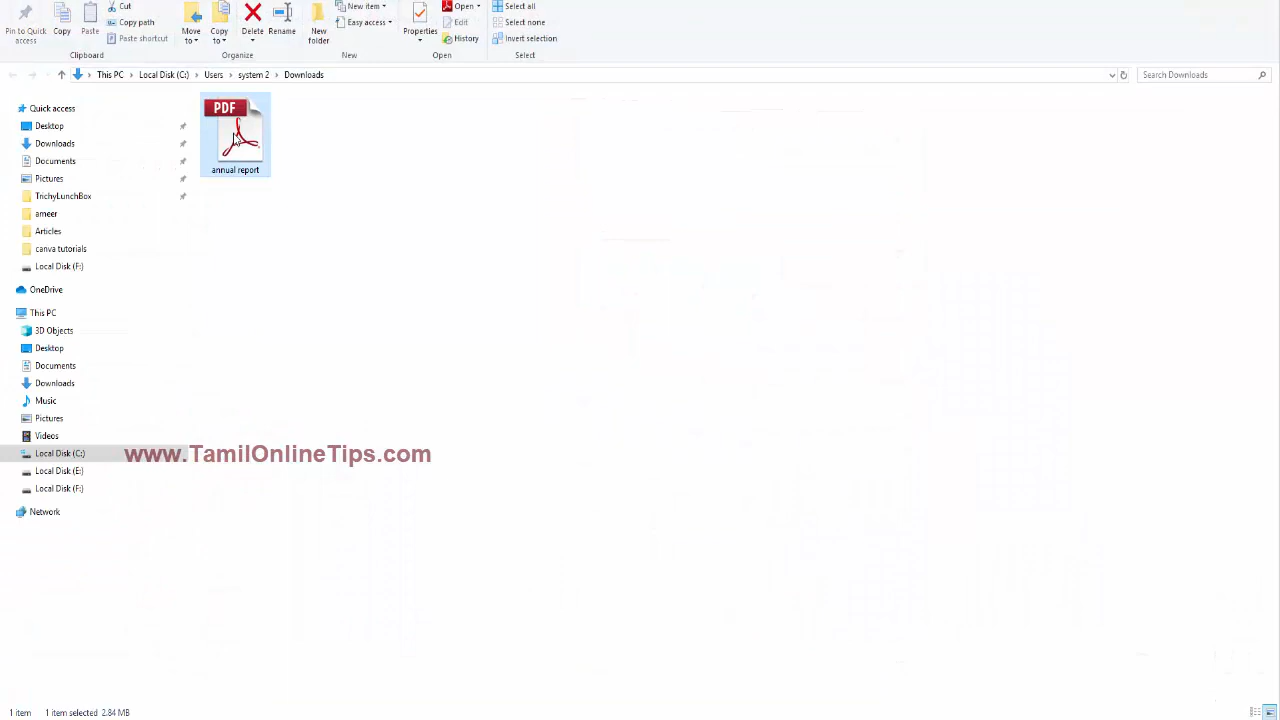 Cut
New item
Open
Select all
Copy path
Easy access
Edit
Select none
Pin to Quick access
Copy
Paste
Paste shortcut
Move to
Copy to
Delete
Rename
New folder
Properties
History
Invert selection
Clipboard
Organize
New
Open
Select
This PC
Local Disk (C:)
Users
system 2
Downloads
Search Downloads
Quick access
Desktop
Downloads
Documents
Pictures
TrichyLunchBox
ameer
Articles
canva tutorials
Local Disk (F:)
OneDrive
This PC
3D Objects
Desktop
Documents
Downloads
Music
Pictures
Videos
Local Disk (C:)
Local Disk (E:)
Local Disk (F:)
Network
PDF
annual report
www.TamilOnlineTips.com
1 item
1 item selected 2.84 MB